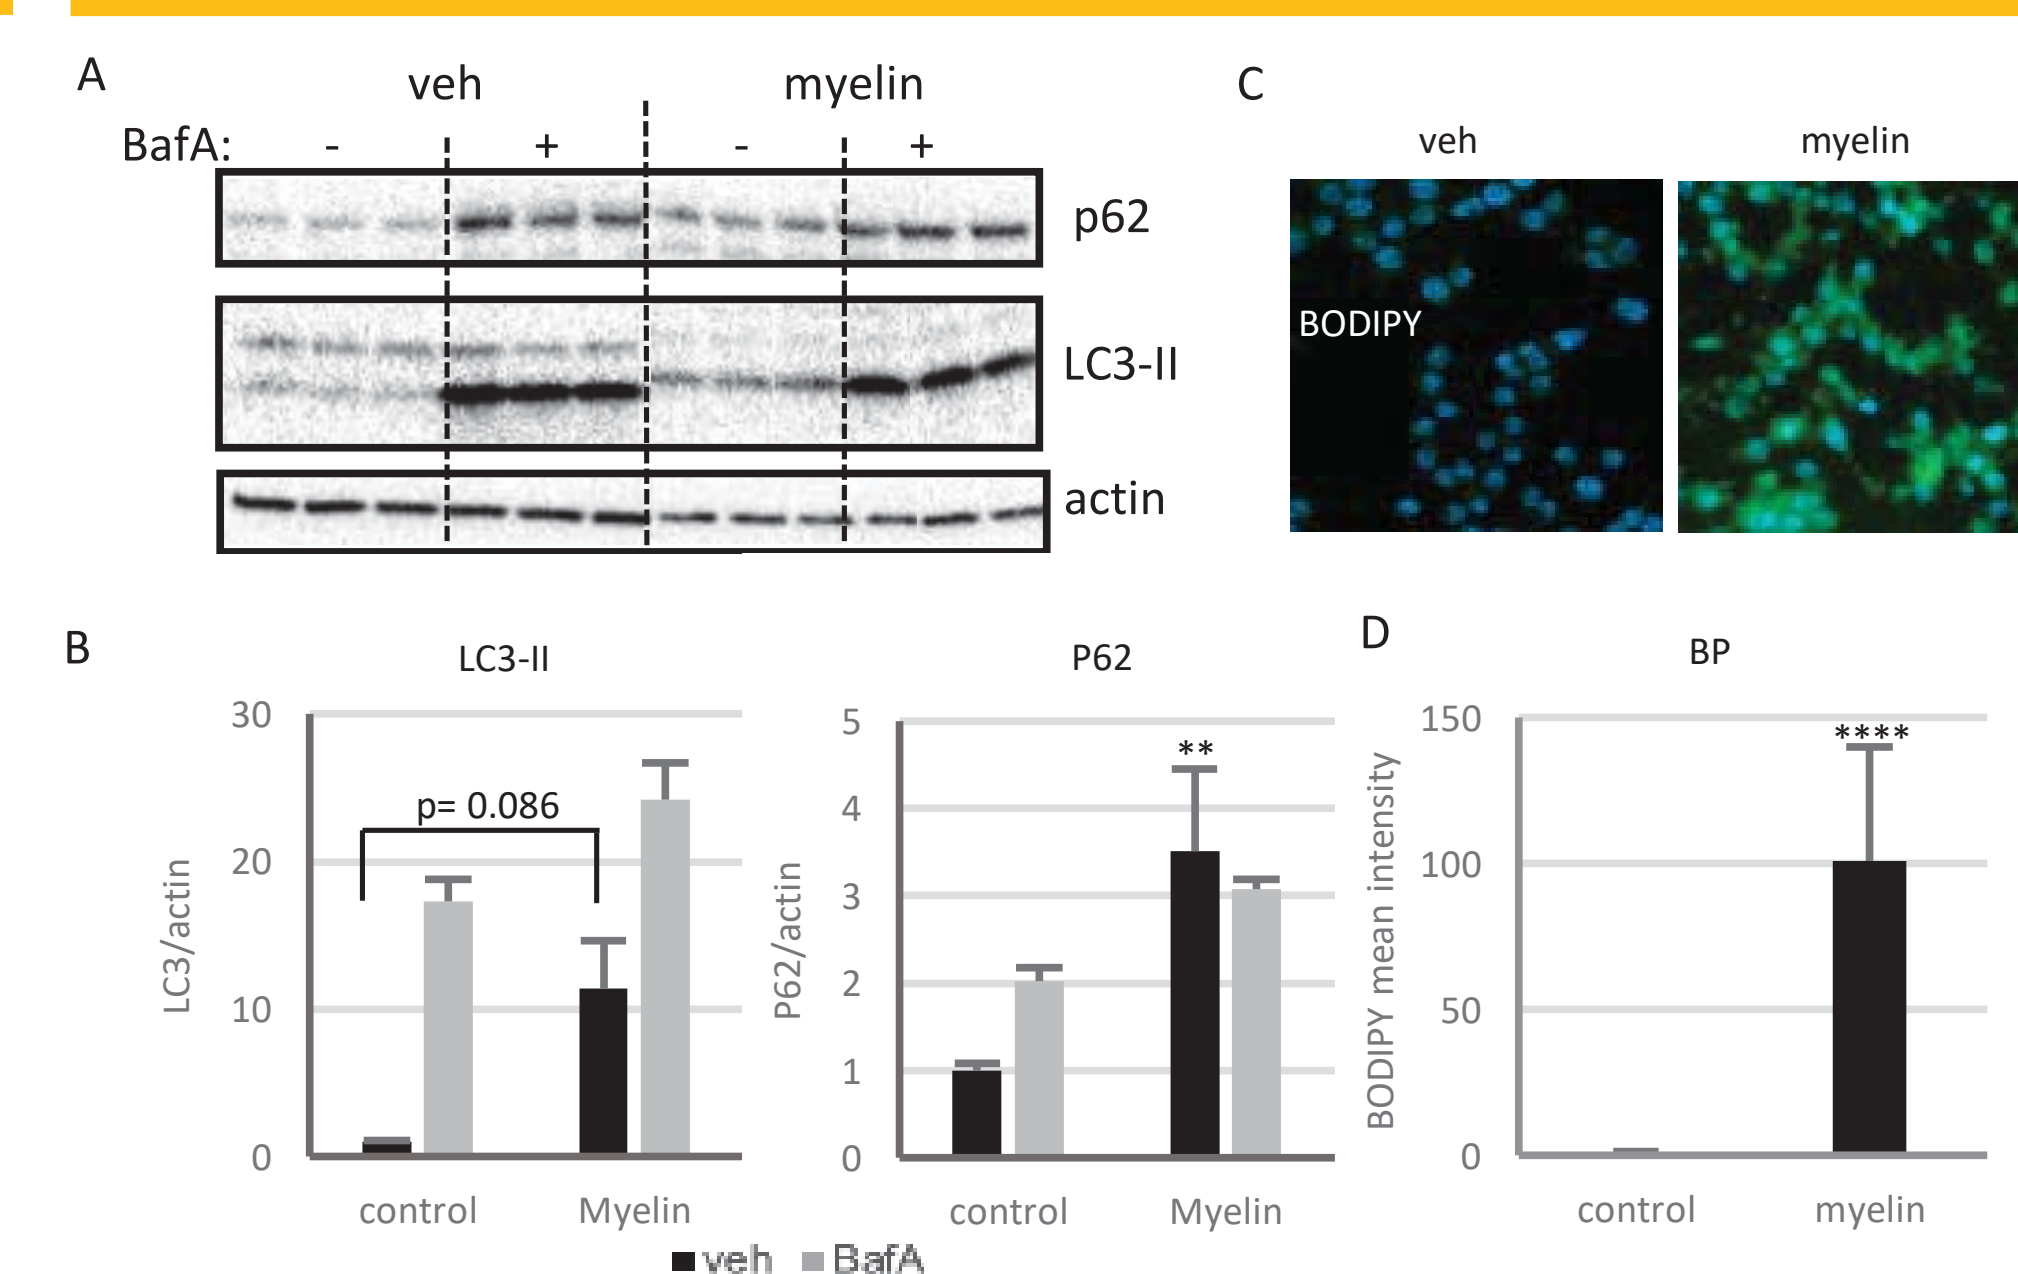 A
veh
myelin
BafA:
-
+
-
+
p62
LC3-II
actin
C
veh
myelin
BODIPY
B
LC3-II
30
20
10
0
LC3/actin
p= 0.086
control
Myelin
P62
5
4
3
2
1
0
P62/actin
**
control
Myelin
veh
BafA
D
BP
150
100
50
0
BODIPY mean intensity
****
control
myelin